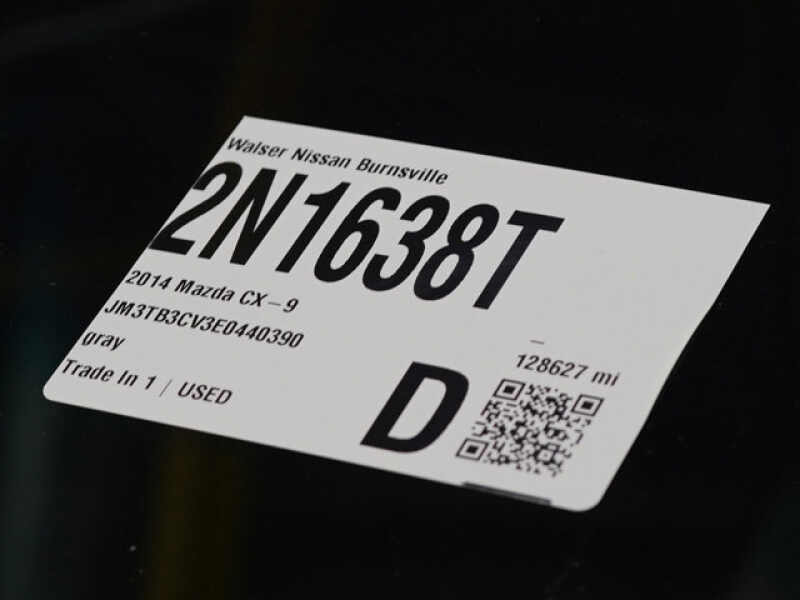 Walser Nissan Burnsville
2N1638T
2014 Mazda CX-9
JM3TB3CV3E0440390
gray
128627 mi
Trade In 1 / USED
D